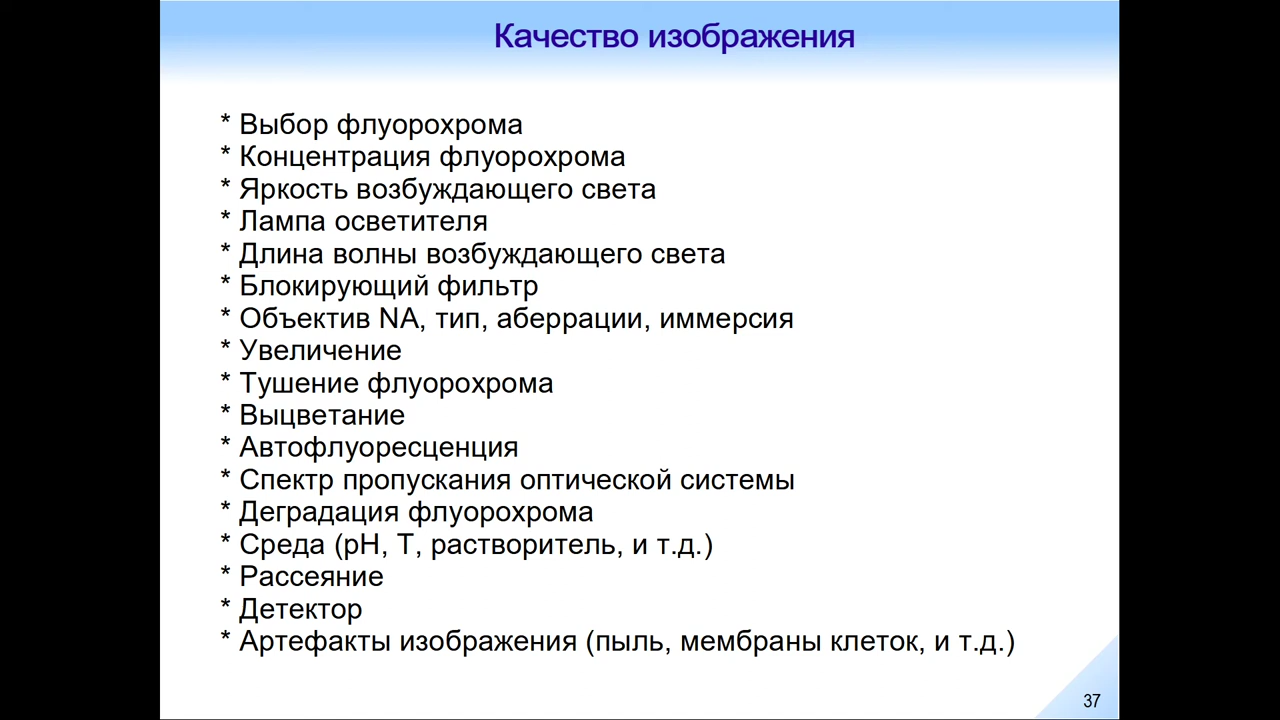 Качество изображения
* Выбор флуорохрома
* Концентрация флуорохрома
* Яркость возбуждающего света
* Лампа осветителя
* Длина волны возбуждающего света
* Блокирующий фильтр
* Объектив NA, тип, аберрации, иммерсия
* Увеличение
* Тушение флуорохрома
* Выцветание
* Автофлуоресценция
* Спектр пропускания оптической системы
* Деградация флуорохрома
* Среда (pH, T, растворитель, и т.д.)
* Рассеяние
* Детектор
* Артефакты изображения (пыль, мембраны клеток, и т.д.)
37